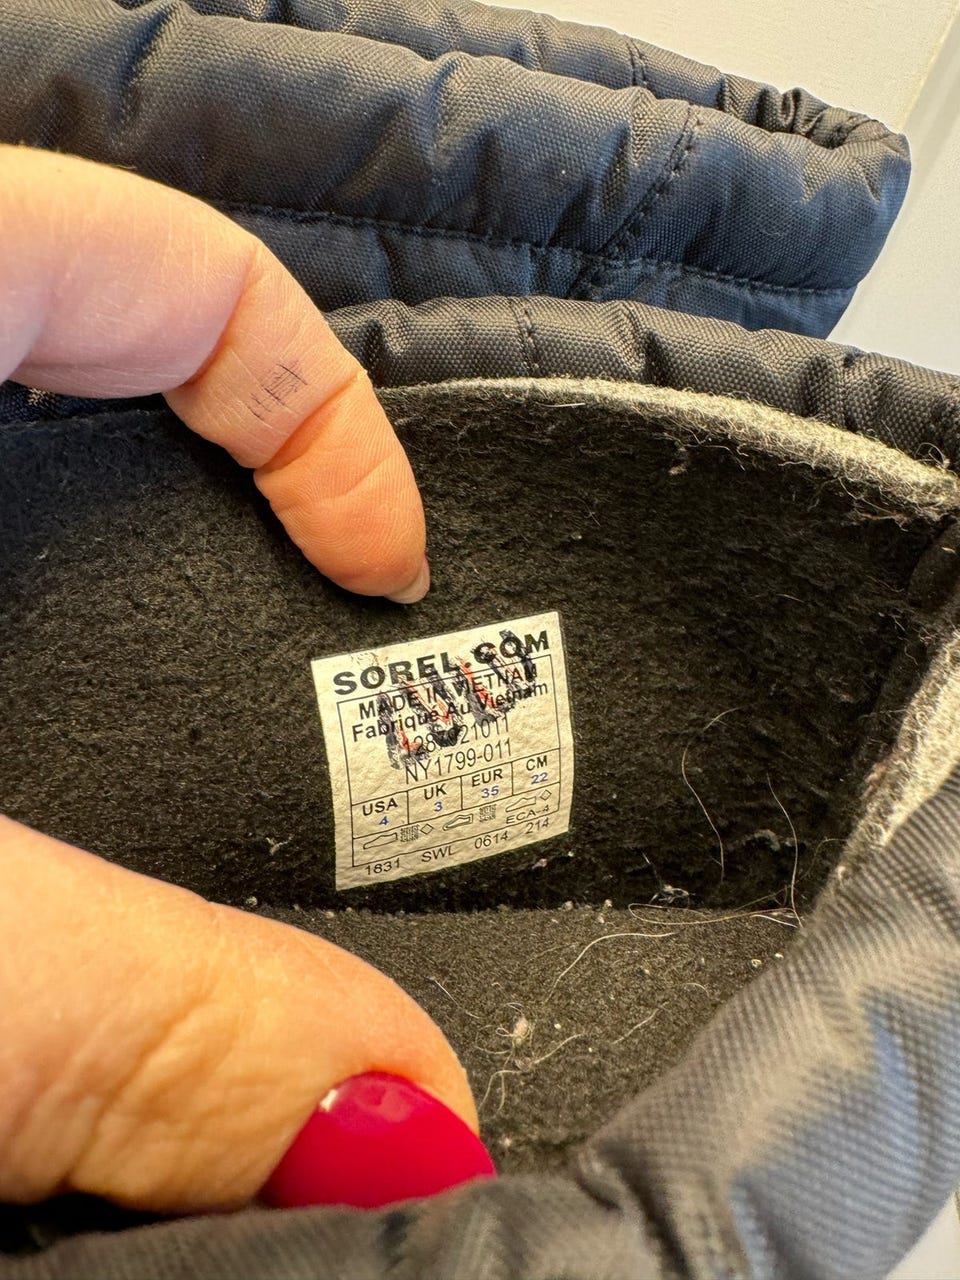 SOREL.COM
MADE IN VIETNAM
Fabriqué Au Vietnam
NY1799-011
USA UK EUR CM
4 3 35 22
ECA-4
1831 SWL 0614 214